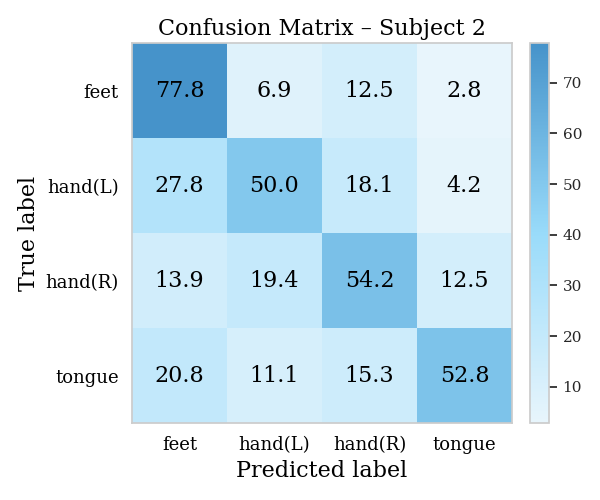 Confusion Matrix – Subject 2
True label
feet 77.8 6.9 12.5 2.8
hand(L) 27.8 50.0 18.1 4.2
hand(R) 13.9 19.4 54.2 12.5
tongue 20.8 11.1 15.3 52.8
feet hand(L) hand(R) tongue
Predicted label
70
60
50
40
30
20
10